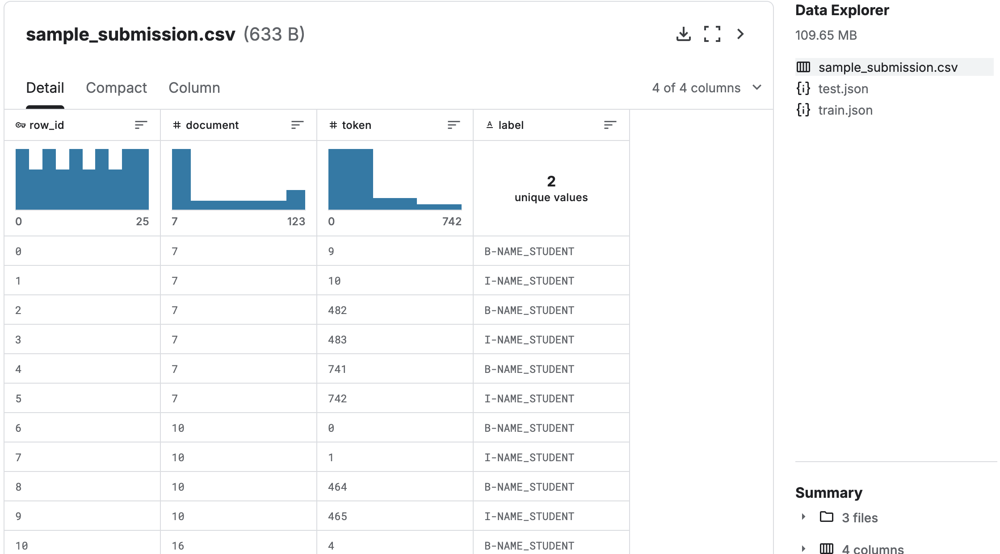 sample_submission.csv (633 B)
Detail Compact Column 4 of 4 columns
row_id # document # token A label
2
unique values
0 25 7 123 0 742
0 7 9 B-NAME_STUDENT
1 7 10 I-NAME_STUDENT
2 7 482 B-NAME_STUDENT
3 7 483 I-NAME_STUDENT
4 7 741 B-NAME_STUDENT
5 7 742 I-NAME_STUDENT
6 10 0 B-NAME_STUDENT
7 10 1 I-NAME_STUDENT
8 10 464 B-NAME_STUDENT
9 10 465 I-NAME_STUDENT
10 16 4 B-NAME_STUDENT
Data Explorer
109.65 MB
sample_submission.csv
{i} test.json
{i} train.json
Summary
3 files
4 columns